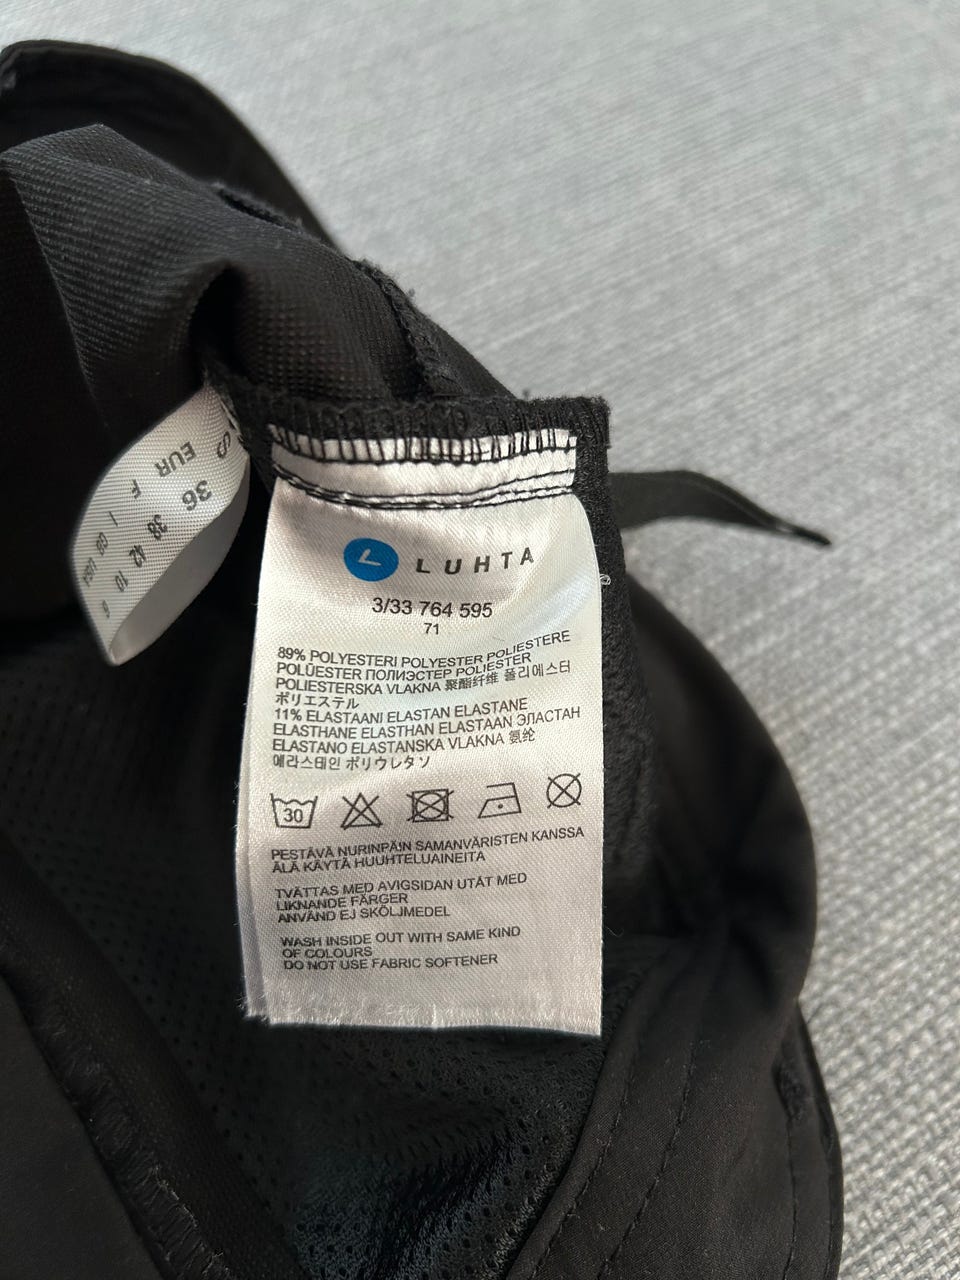 S
EUR 36
F 38
I 42
GB 10
USA 6
LUHTA
3/33 764 595
71
89% POLYESTERI POLYESTER POLIESTERE
POLÜESTER ПОЛИЭСТЕР POLIESTER
POLIESTERSKA VLAKNA 聚酯纤维 폴리에스터
ポリエステル
11% ELASTAANI ELASTAN ELASTANE
ELASTHANE ELASTHAN ELASTAAN ЭЛАСТАН
ELASTANO ELASTANSKA VLAKNA 氨纶
에라스테인 ポリウレタン
30
PESTÄVÄ NURINPÄIN SAMANVÄRISTEN KANSSA
ÄLÄ KÄYTÄ HUUHTELUAINEITA
TVÄTTAS MED AVIGSIDAN UTÅT MED
LIKNANDE FÄRGER
ANVÄND EJ SKÖLJMEDEL
WASH INSIDE OUT WITH SAME KIND
OF COLOURS
DO NOT USE FABRIC SOFTENER